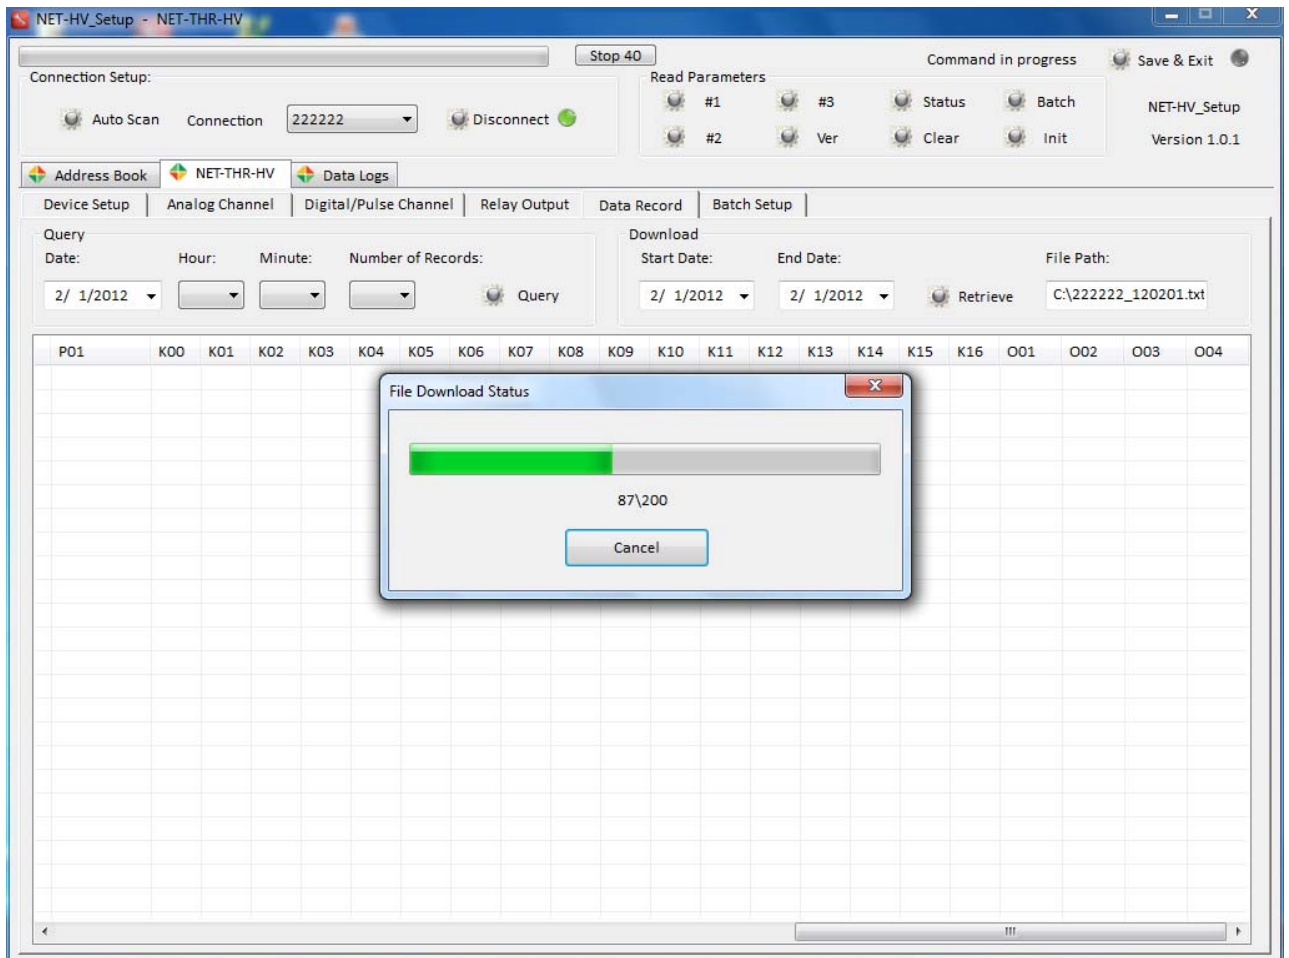 NET-HV_Setup - NET-THR-HV
Stop 40
Command in progress
Save & Exit
Connection Setup:
Auto Scan
Connection
222222
Disconnect
Read Parameters
#1
#3
Status
Batch
#2
Ver
Clear
Init
NET-HV_Setup
Version 1.0.1
Address Book
NET-THR-HV
Data Logs
Device Setup
Analog Channel
Digital/Pulse Channel
Relay Output
Data Record
Batch Setup
Query
Date:
Hour:
Minute:
Number of Records:
2/ 1/2012
Query
Download
Start Date:
End Date:
File Path:
2/ 1/2012
2/ 1/2012
Retrieve
C:\222222_120201.txt
P01 K00 K01 K02 K03 K04 K05 K06 K07 K08 K09 K10 K11 K12 K13 K14 K15 K16 O01 O02 O03 O04
File Download Status
87\200
Cancel